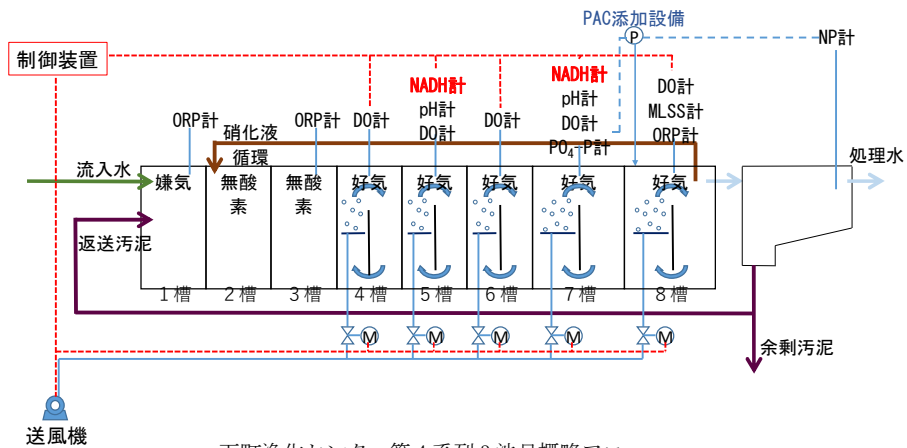 PAC添加設備
P
NP計
制御装置
NADH計
pH計
DO計
NADH計
pH計
DO計
PO4-P計
DO計
MLSS計
ORP計
ORP計
ORP計
DO計
DO計
硝化液
循環
流入水
処理水
返送汚泥
嫌気
無酸
素
無酸
素
好気
好気
好気
好気
好気
1槽
2槽
3槽
4槽
5槽
6槽
7槽
8槽
M
M
M
M
M
余剰汚泥
送風機